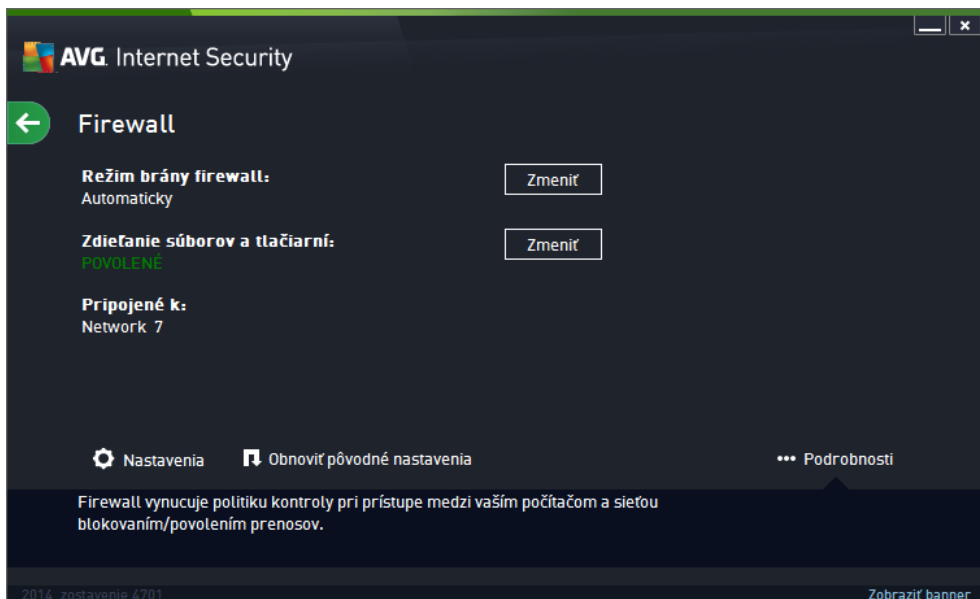 AVG. Internet Security
Firewall
Režim brány firewall:
Automaticky
Zmeniť
Zdieľanie súborov a tlačiarní:
POVOLENÉ
Zmeniť
Pripojené k:
Network 7
Nastavenia
Obnoviť pôvodné nastavenia
Podrobnosti
Firewall vynucuje politiku kontroly pri prístupe medzi vaším počítačom a sieťou
blokovaním/povolením prenosov.
2014 zostavenie 4701
Zobraziť banner